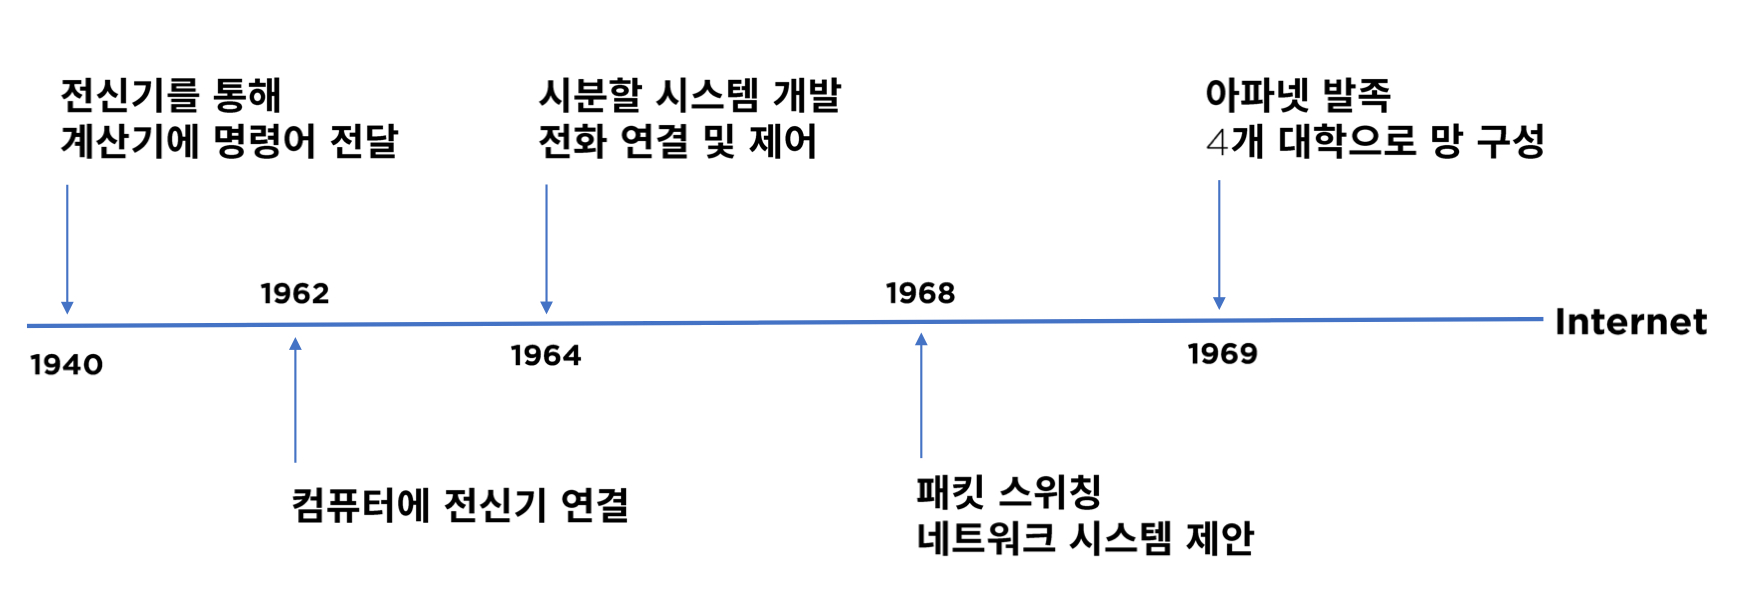 전신기를 통해
계산기에 명령어 전달
시분할 시스템 개발
전화 연결 및 제어
아파넷 발족
4개 대학으로 망 구성
1962
1968
Internet
1940
1964
1969
컴퓨터에 전신기 연결
패킷 스위칭
네트워크 시스템 제안